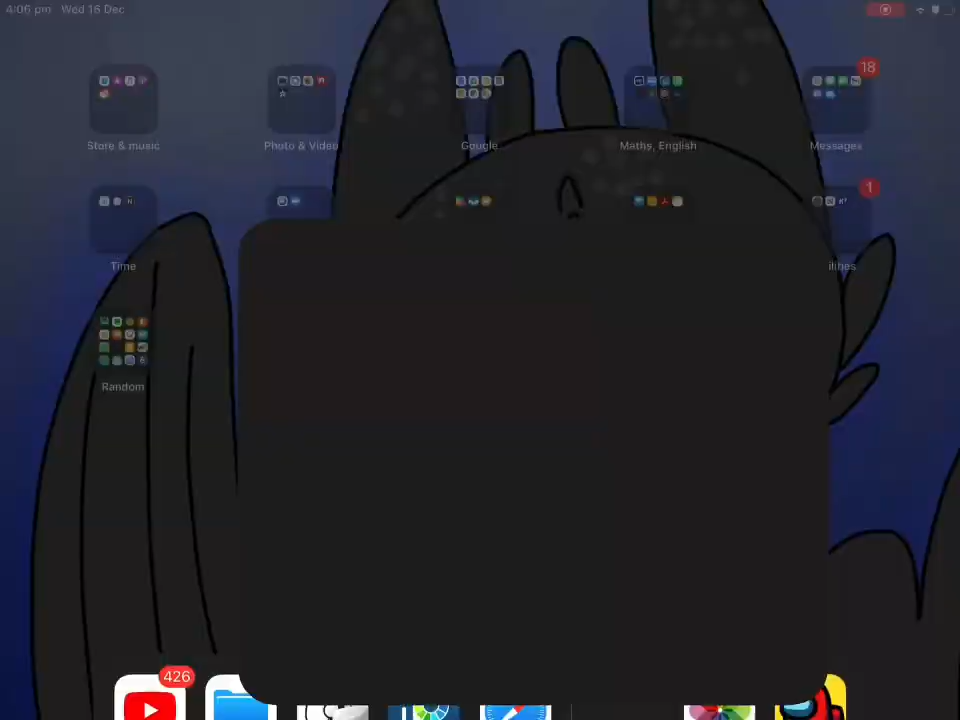 4:06 pm Wed 16 Dec
18
Store & music
Photo & Video
Google
Maths, English
Messages
1
Time
ilities
Random
426